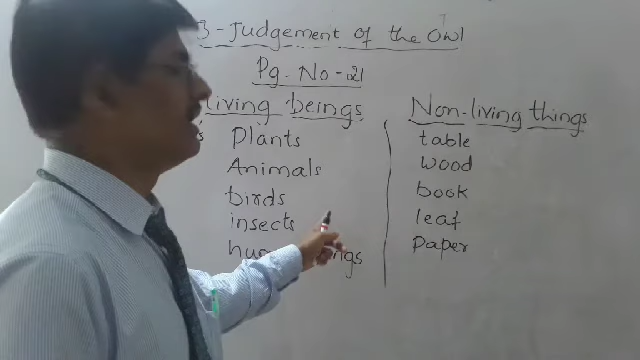 3 - Judgement of the Owl
Pg. No - 21
living beings
Plants
Animals
birds
insects
Non-living things
table
wood
book
leaf
paper